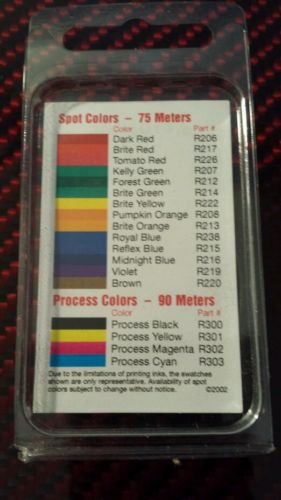 Spot Colors - 75 Meters
Color Part #
Dark Red R206
Brite Red R217
Tomato Red R226
Kelly Green R207
Forest Green R212
Brite Green R214
Brite Yellow R222
Pumpkin Orange R208
Brite Orange R213
Royal Blue R238
Reflex Blue R215
Midnight Blue R216
Violet R219
Brown R220
Process Colors - 90 Meters
Color Part #
Process Black R300
Process Yellow R301
Process Magenta R302
Process Cyan R303
Due to the limitations of printing inks, the swatches
shown are only representative. Availability of spot
colors subject to change without notice. ©2002